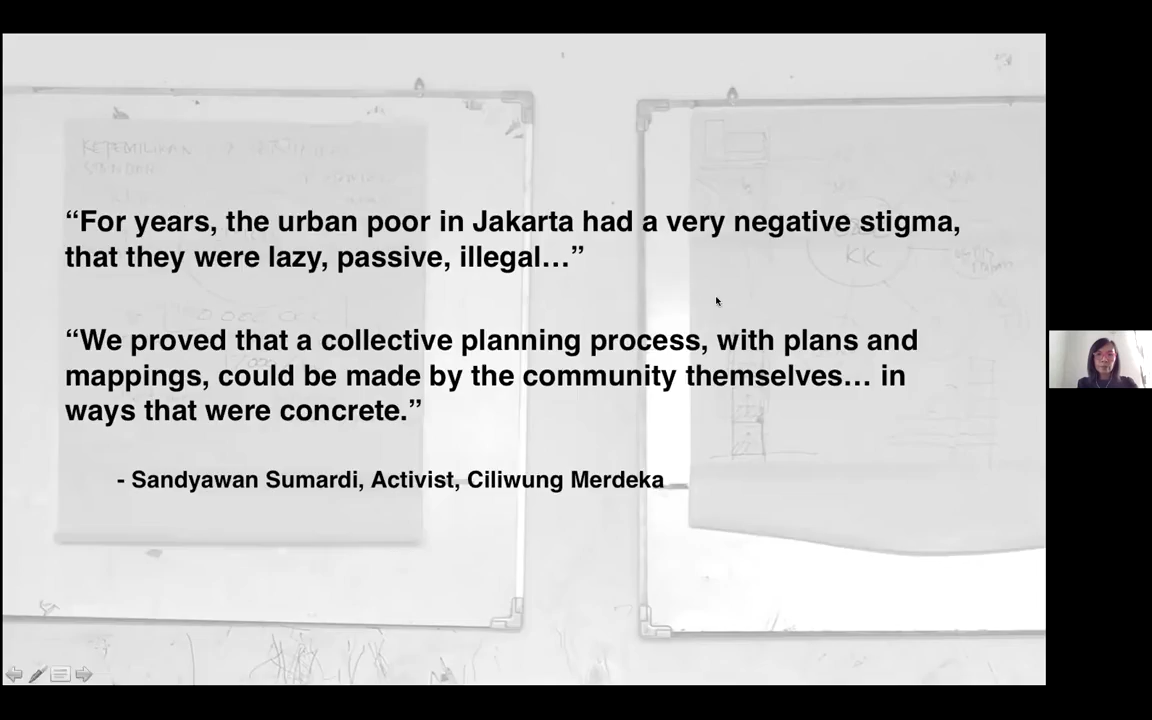 KEPEMILIKAN
“For years, the urban poor in Jakarta had a very negative stigma,
that they were lazy, passive, illegal…”
KK
“We proved that a collective planning process, with plans and
mappings, could be made by the community themselves… in
ways that were concrete.”
- Sandyawan Sumardi, Activist, Ciliwung Merdeka